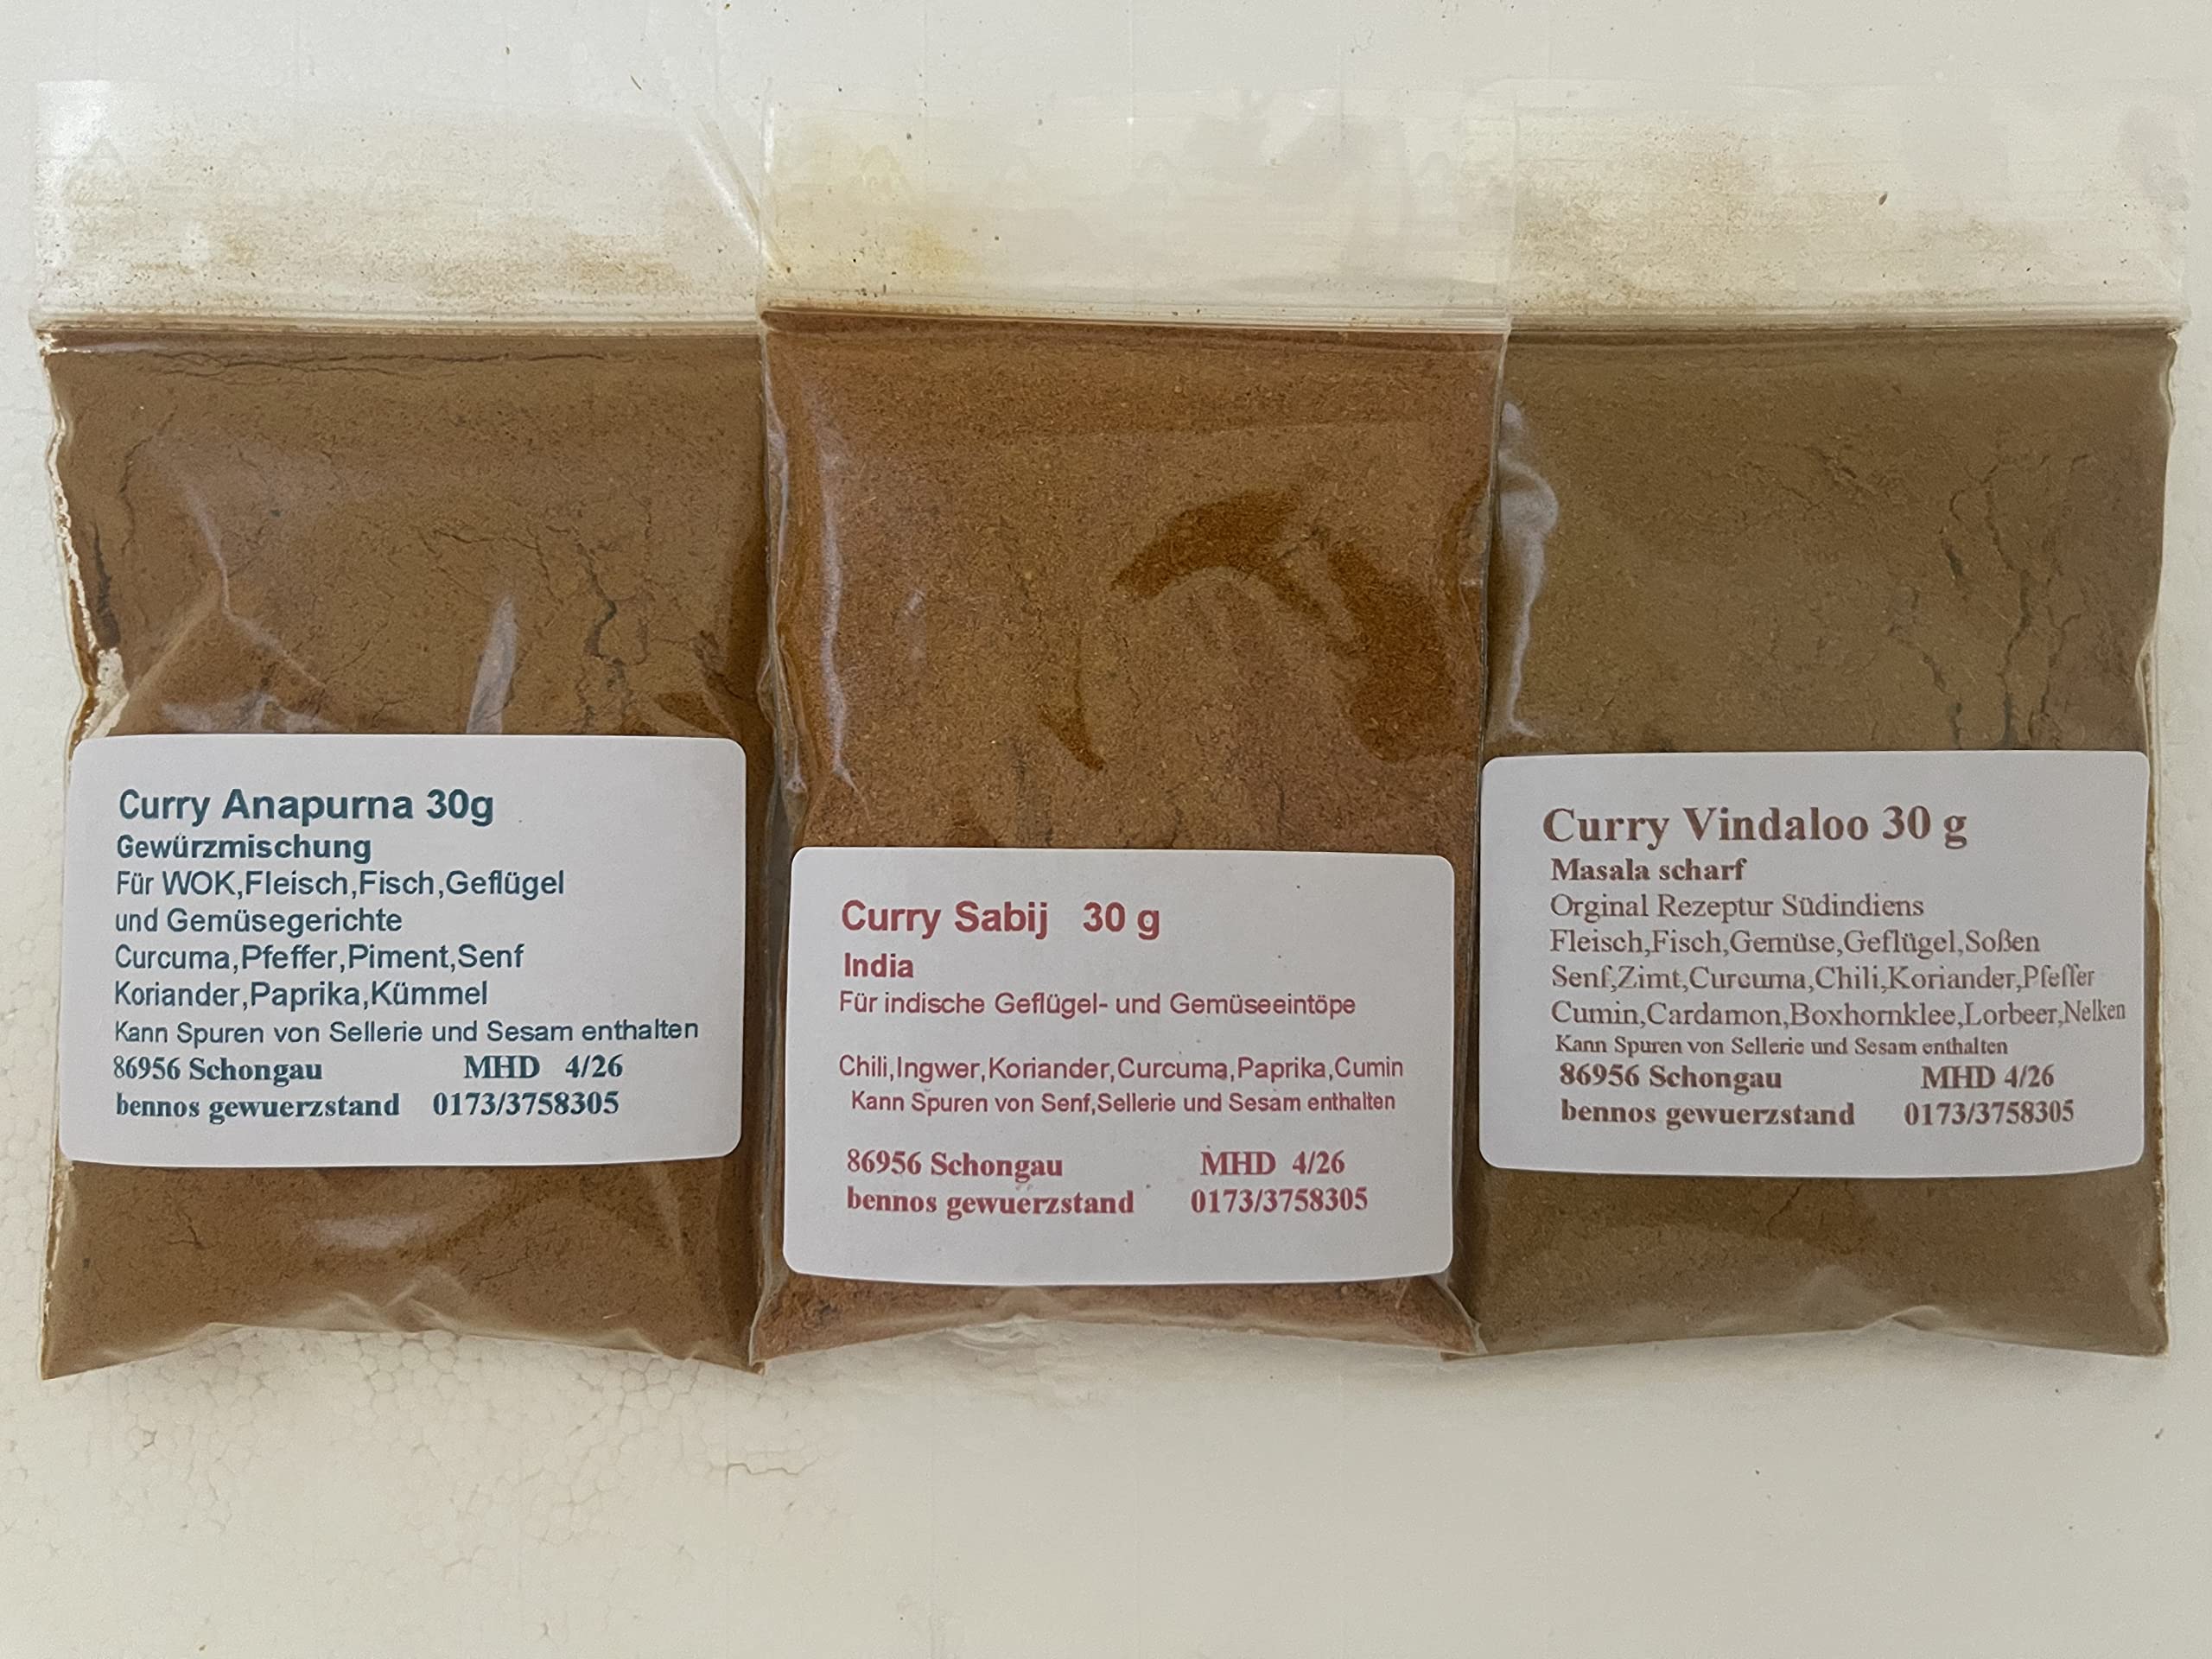 Curry Anapurna 30g
Gewürzmischung
Für WOK,Fleisch,Fisch,Geflügel
und Gemüsegerichte
Curcuma,Pfeffer,Piment,Senf
Koriander,Paprika,Kümmel
Kann Spuren von Sellerie und Sesam enthalten
86956 Schongau MHD 4/26
bennos gewuerzstand 0173/3758305
Curry Sabij 30 g
India
Für indische Geflügel- und Gemüseeintöpe
Chili,Ingwer,Koriander,Curcuma,Paprika,Cumin
Kann Spuren von Senf,Sellerie und Sesam enthalten
86956 Schongau MHD 4/26
bennos gewuerzstand 0173/3758305
Curry Vindaloo 30 g
Masala scharf
Orginal Rezeptur Südindiens
Fleisch,Fisch,Gemüse,Geflügel,Soßen
Senf,Zimt,Curcuma,Chili,Koriander,Pfeffer
Cumin,Cardamon,Boxhornklee,Lorbeer,Nelken
Kann Spuren von Sellerie und Sesam enthalten
86956 Schongau MHD 4/26
bennos gewuerzstand 0173/3758305